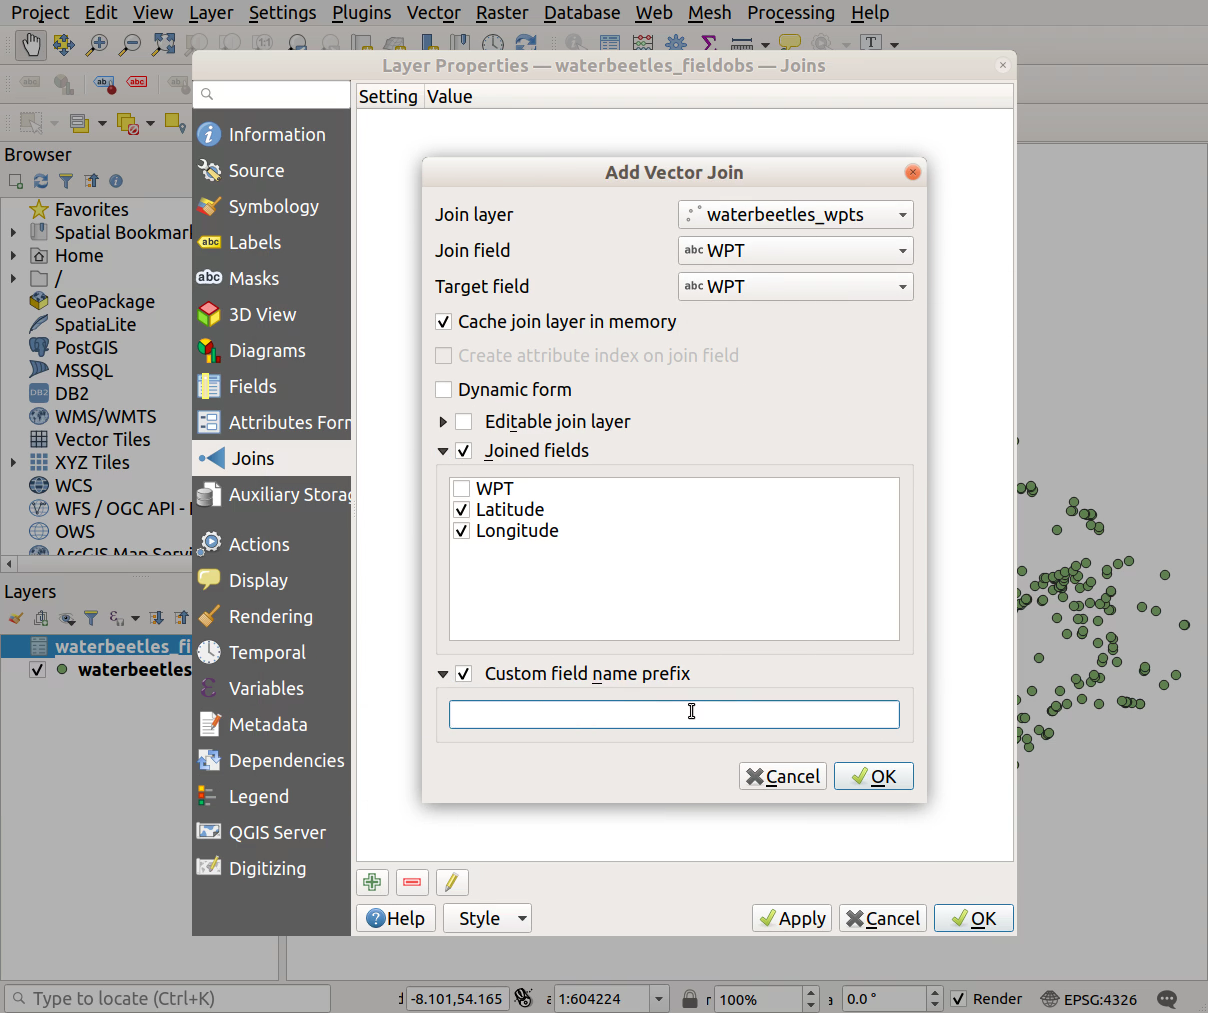 Project Edit View Layer Settings Plugins Vector Raster Database Web Mesh Processing Help
Layer Properties — waterbeetles_fieldobs — Joins
Browser
Favorites
Spatial Bookmar
Home
/
GeoPackage
SpatiaLite
PostGIS
MSSQL
DB2
WMS/WMTS
Vector Tiles
XYZ Tiles
WCS
WFS / OGC API -
OWS
ArcGIS Map Servi
Layers
waterbeetles_fi
waterbeetles
Information
Source
Symbology
Labels
Masks
3D View
Diagrams
Fields
Attributes Forr
Joins
Auxiliary Storag
Actions
Display
Rendering
Temporal
Variables
Metadata
Dependencies
Legend
QGIS Server
Digitizing
Setting Value
Add Vector Join
Join layer waterbeetles_wpts
Join field abc WPT
Target field abc WPT
Cache join layer in memory
Create attribute index on join field
Dynamic form
Editable join layer
Joined fields
WPT
Latitude
Longitude
Custom field name prefix
Cancel OK
Help Style Apply Cancel OK
Type to locate (Ctrl+K) -8.101,54.165 1:604224 100% 0.0 ° Render EPSG:4326